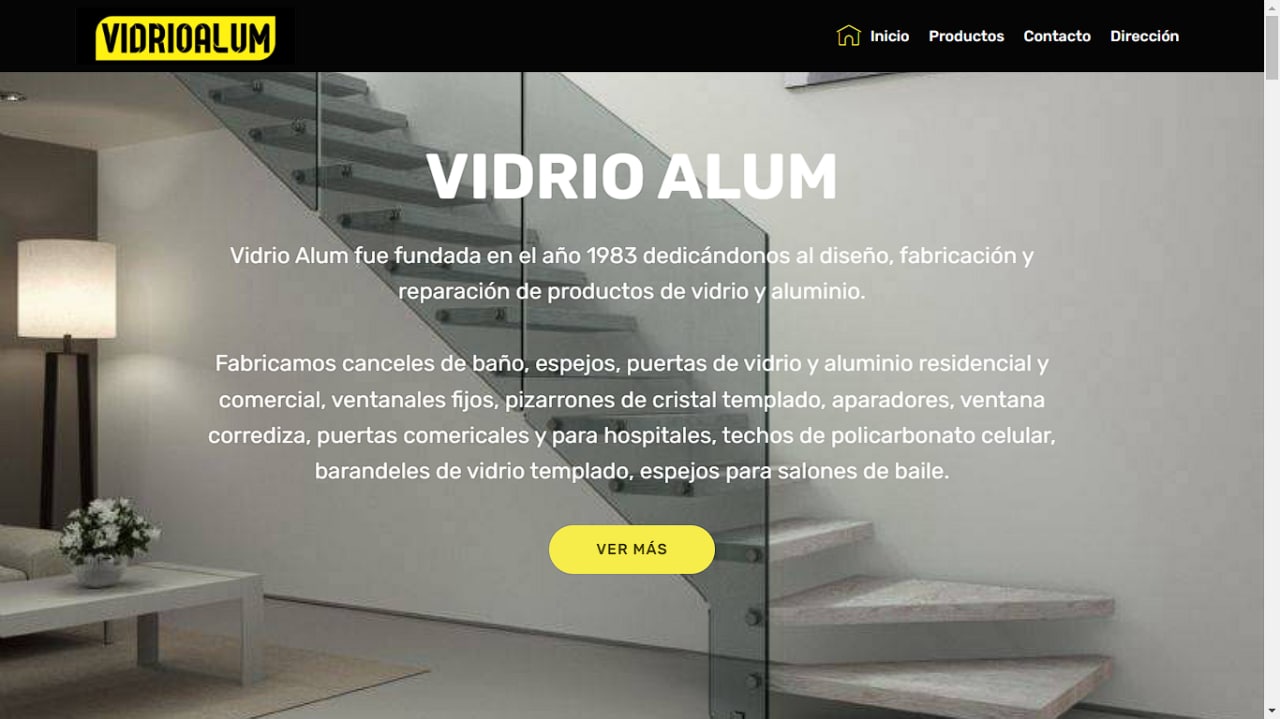 VIDRIOALUM
Inicio Productos Contacto Dirección
VIDRIO ALUM
Vidrio Alum fue fundada en el año 1983 dedicándonos al diseño, fabricación y
reparación de productos de vidrio y aluminio.
Fabricamos canceles de baño, espejos, puertas de vidrio y aluminio residencial y
comercial, ventanales fijos, pizarrones de cristal templado, aparadores, ventana
corrediza, puertas comericales y para hospitales, techos de policarbonato celular,
barandeles de vidrio templado, espejos para salones de baile.
VER MÁS